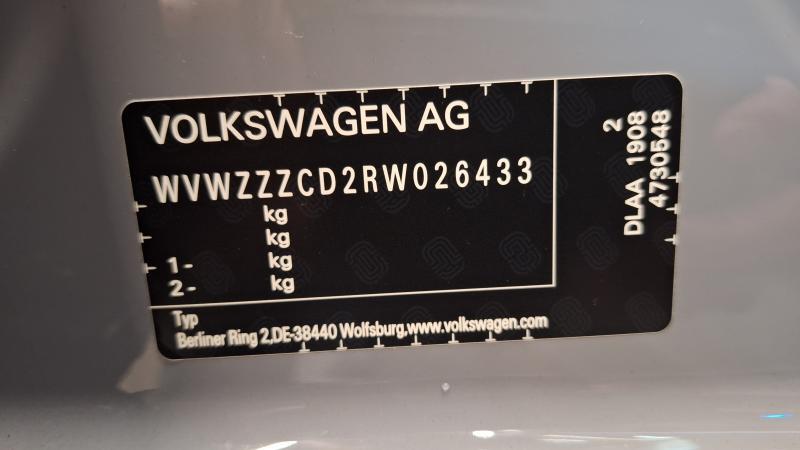 VOLKSWAGEN AG
WVWZZZCD2RW026433
kg
kg
1- kg
2- kg
Typ
Berliner Ring 2,DE-38440 Wolfsburg,www.volkswagen.com
2
DLAA 1908
4730548